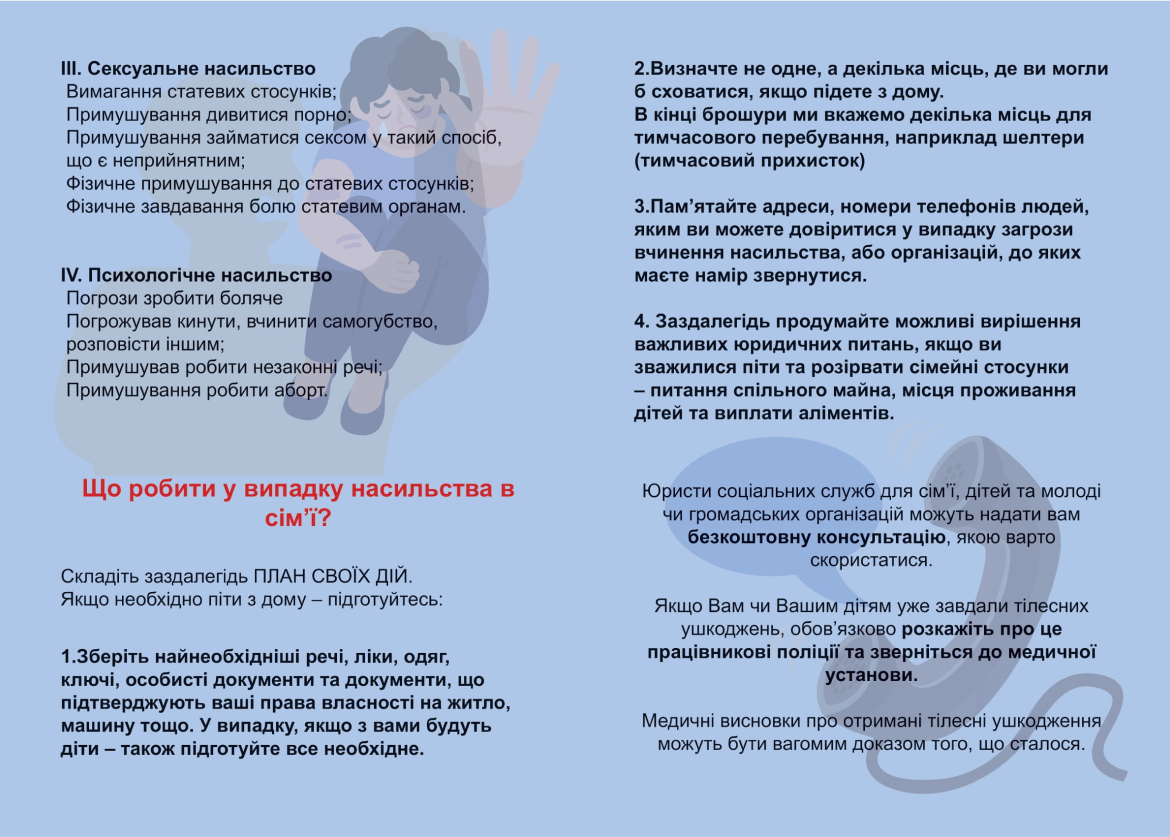 III. Сексуальне насильство
Вимагання статевих стосунків;
Примушування дивитися порно;
Примушування займатися сексом у такий спосіб,
що є неприйнятним;
Фізичне примушування до статевих стосунків;
Фізичне завдавання болю статевим органам.
IV. Психологічне насильство
Погрози зробити боляче
Погрожував кинути, вчинити самогубство,
розповісти іншим;
Примушував робити незаконні речі;
Примушування робити аборт.
Що робити у випадку насильства в
сім’ї?
Складіть заздалегідь ПЛАН СВОЇХ ДІЙ.
Якщо необхідно піти з дому – підготуйтесь:
1.Зберіть найнеобхідніші речі, ліки, одяг,
ключі, особисті документи та документи, що
підтверджують ваші права власності на житло,
машину тощо. У випадку, якщо з вами будуть
діти – також підготуйте все необхідне.
2.Визначте не одне, а декілька місць, де ви могли
б сховатися, якщо підете з дому.
В кінці брошури ми вкажемо декілька місць для
тимчасового перебування, наприклад шелтери
(тимчасовий прихисток)
3.Пам’ятайте адреси, номери телефонів людей,
яким ви можете довіритися у випадку загрози
вчинення насильства, або організацій, до яких
маєте намір звернутися.
4. Заздалегідь продумайте можливі вирішення
важливих юридичних питань, якщо ви
зважилися піти та розірвати сімейні стосунки
– питання спільного майна, місця проживання
дітей та виплати аліментів.
Юристи соціальних служб для сім’ї, дітей та молоді
чи громадських організацій можуть надати вам
безкоштовну консультацію, якою варто
скористатися.
Якщо Вам чи Вашим дітям уже завдали тілесних
ушкоджень, обов’язково розкажіть про це
працівникові поліції та зверніться до медичної
установи.
Медичні висновки про отримані тілесні ушкодження
можуть бути вагомим доказом того, що сталося.